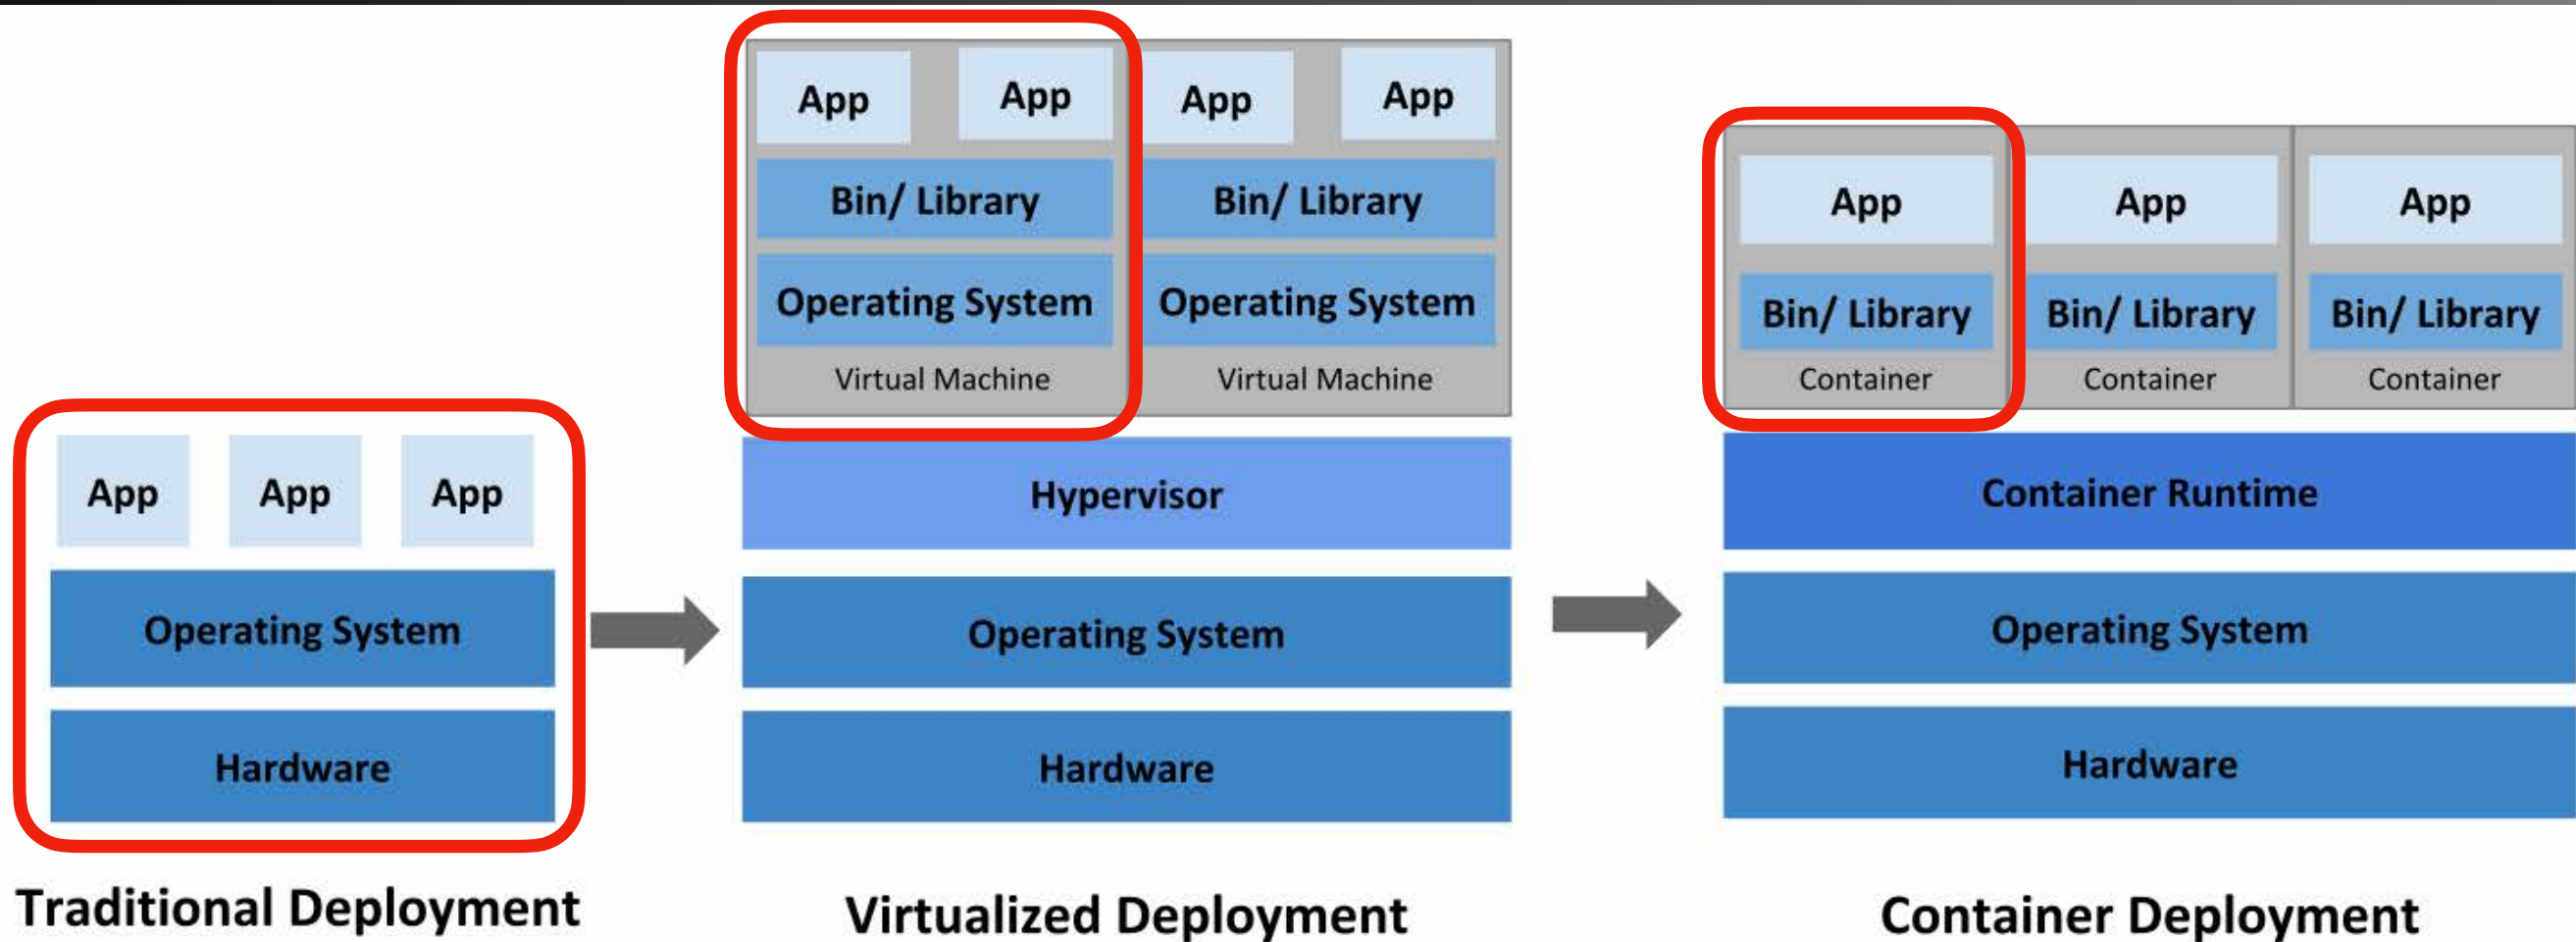 App App App
Operating System
Hardware
Traditional Deployment
App App App App
Bin/ Library Bin/ Library
Operating System Operating System
Virtual Machine Virtual Machine
Hypervisor
Operating System
Hardware
Virtualized Deployment
App App App
Bin/ Library Bin/ Library Bin/ Library
Container Container Container
Container Runtime
Operating System
Hardware
Container Deployment